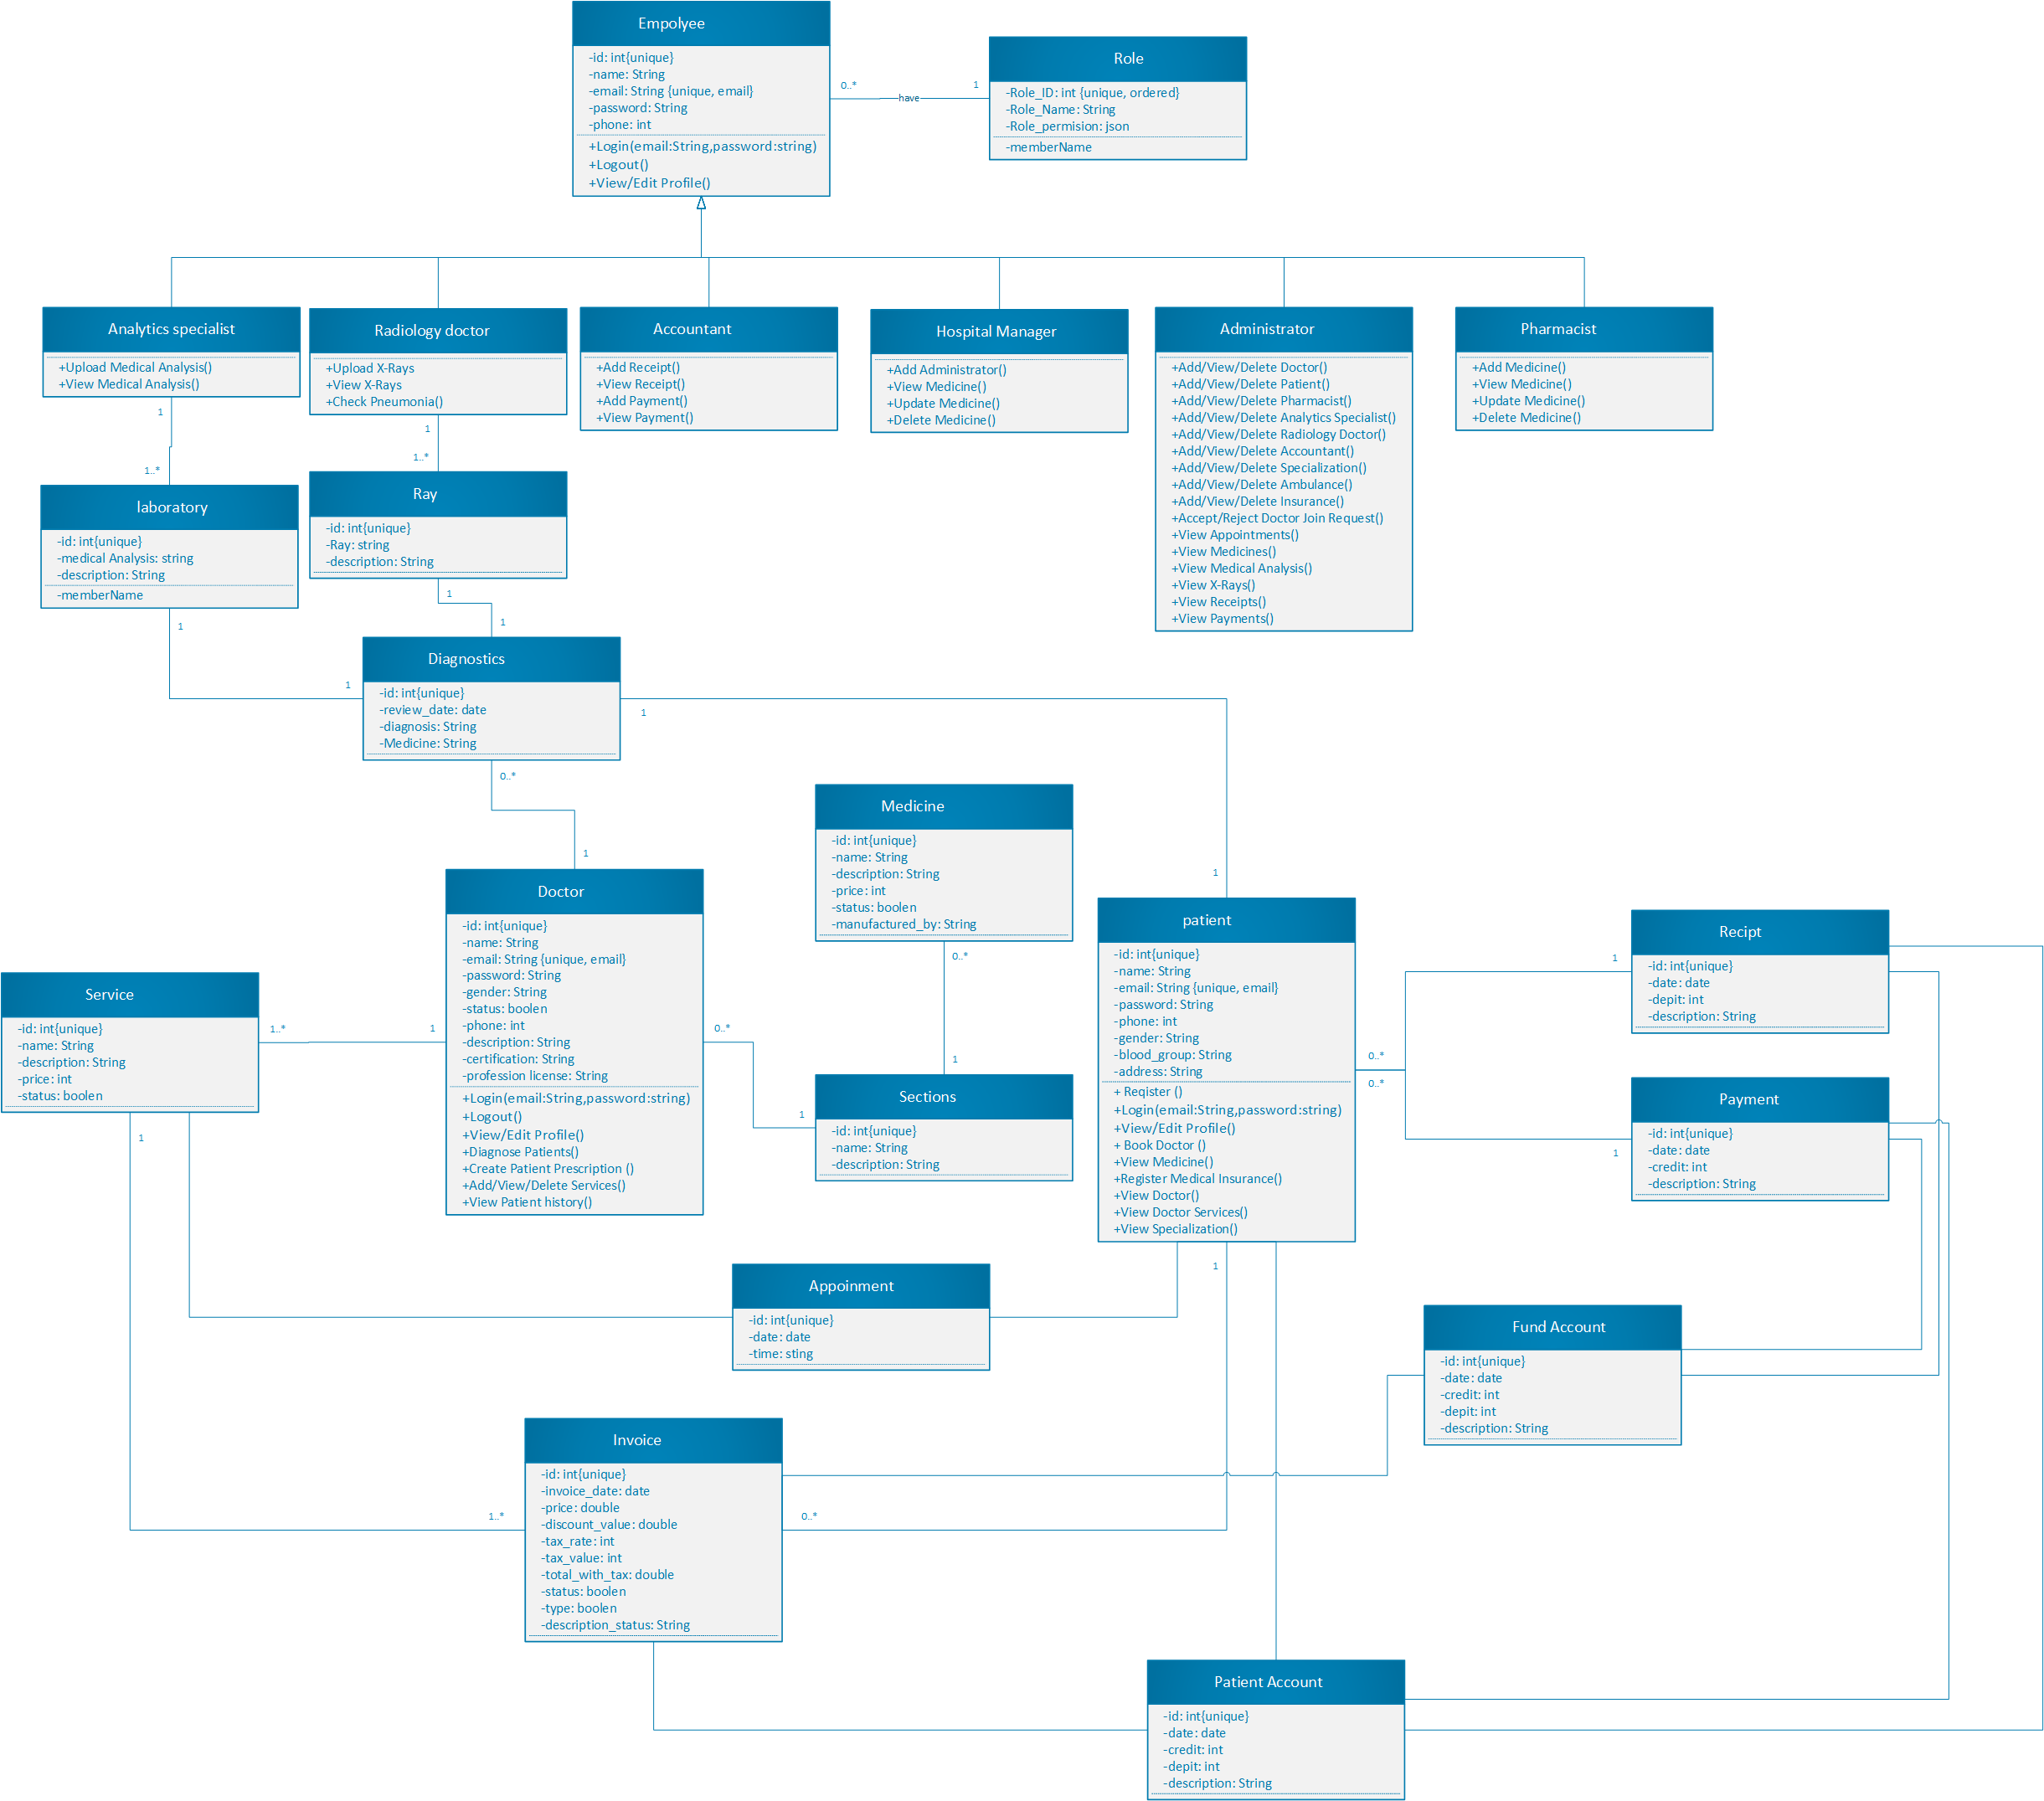 Empolyee
-id: int{unique}
-name: String
-email: String {unique, email}
-password: String
-phone: int
+Login(email:String,password:string)
+Logout()
+View/Edit Profile()
0..*
have
1
Role
-Role_ID: int {unique, ordered}
-Role_Name: String
-Role_permision: json
-memberName
Analytics specialist
+Upload Medical Analysis()
+View Medical Analysis()
Radiology doctor
+Upload X-Rays
+View X-Rays
+Check Pneumonia()
Accountant
+Add Receipt()
+View Receipt()
+Add Payment()
+View Payment()
Hospital Manager
+Add Administrator()
+View Medicine()
+Update Medicine()
+Delete Medicine()
Administrator
+Add/View/Delete Doctor()
+Add/View/Delete Patient()
+Add/View/Delete Pharmacist()
+Add/View/Delete Analytics Specialist()
+Add/View/Delete Radiology Doctor()
+Add/View/Delete Accountant()
+Add/View/Delete Specialization()
+Add/View/Delete Ambulance()
+Add/View/Delete Insurance()
+Accept/Reject Doctor Join Request()
+View Appointments()
+View Medicines()
+View Medical Analysis()
+View X-Rays()
+View Receipts()
+View Payments()
Pharmacist
+Add Medicine()
+View Medicine()
+Update Medicine()
+Delete Medicine()
1
1..*
1
1..*
laboratory
-id: int{unique}
-medical Analysis: string
-description: String
-memberName
Ray
-id: int{unique}
-Ray: string
-description: String
1
1
1
1
Diagnostics
-id: int{unique}
-review_date: date
-diagnosis: String
-Medicine: String
1
1
0..*
1
Medicine
-id: int{unique}
-name: String
-description: String
-price: int
-status: boolen
-manufactured_by: String
0..*
1
Doctor
-id: int{unique}
-name: String
-email: String {unique, email}
-password: String
-gender: String
-status: boolen
-phone: int
-description: String
-certification: String
-profession license: String
+Login(email:String,password:string)
+Logout()
+View/Edit Profile()
+Diagnose Patients()
+Create Patient Prescription ()
+Add/View/Delete Services()
+View Patient history()
0..*
1
Sections
-id: int{unique}
-name: String
-description: String
Service
-id: int{unique}
-name: String
-description: String
-price: int
-status: boolen
1..*
1
1
patient
-id: int{unique}
-name: String
-email: String {unique, email}
-password: String
-phone: int
-gender: String
-blood_group: String
-address: String
+ Reqister ()
+Login(email:String,password:string)
+View/Edit Profile()
+ Book Doctor ()
+View Medicine()
+Register Medical Insurance()
+View Doctor()
+View Doctor Services()
+View Specialization()
0..*
0..*
1
1
1
Recipt
-id: int{unique}
-date: date
-depit: int
-description: String
Payment
-id: int{unique}
-date: date
-credit: int
-description: String
Appoinment
-id: int{unique}
-date: date
-time: sting
Fund Account
-id: int{unique}
-date: date
-credit: int
-depit: int
-description: String
Invoice
-id: int{unique}
-invoice_date: date
-price: double
-discount_value: double
-tax_rate: int
-tax_value: int
-total_with_tax: double
-status: boolen
-type: boolen
-description_status: String
1..*
0..*
Patient Account
-id: int{unique}
-date: date
-credit: int
-depit: int
-description: String